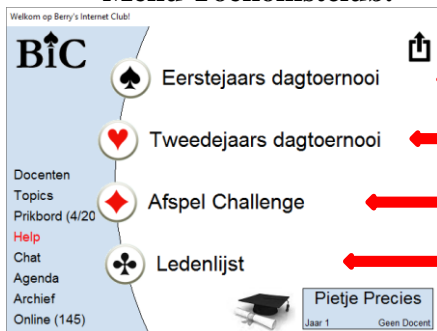 Welkom op Berry's Internet Club!
BIC
Eerstejaars dagtoernooi
Tweedejaars dagtoernooi
Afspel Challenge
Ledenlijst
Docenten
Topics
Prikbord (4/20
Help
Chat
Agenda
Archief
Online (145)
Pietje Precies
Jaar 1 Geen Docent